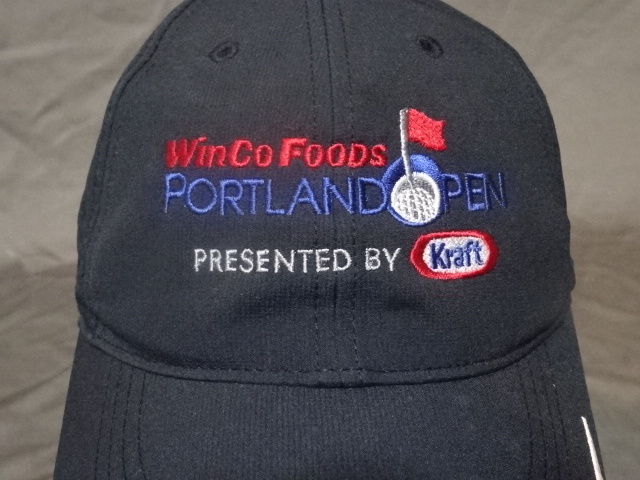 WinCo Foods
PORTLAND OPEN
PRESENTED BY Kraft